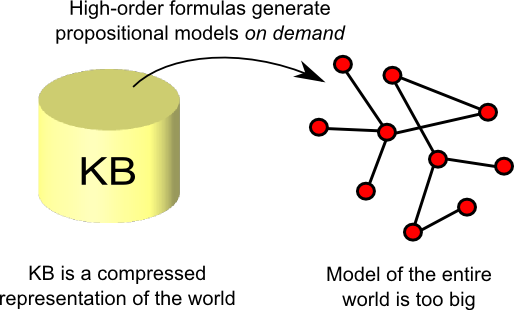 High-order formulas generate
propositional models on demand
KB
KB is a compressed
representation of the world
Model of the entire
world is too big